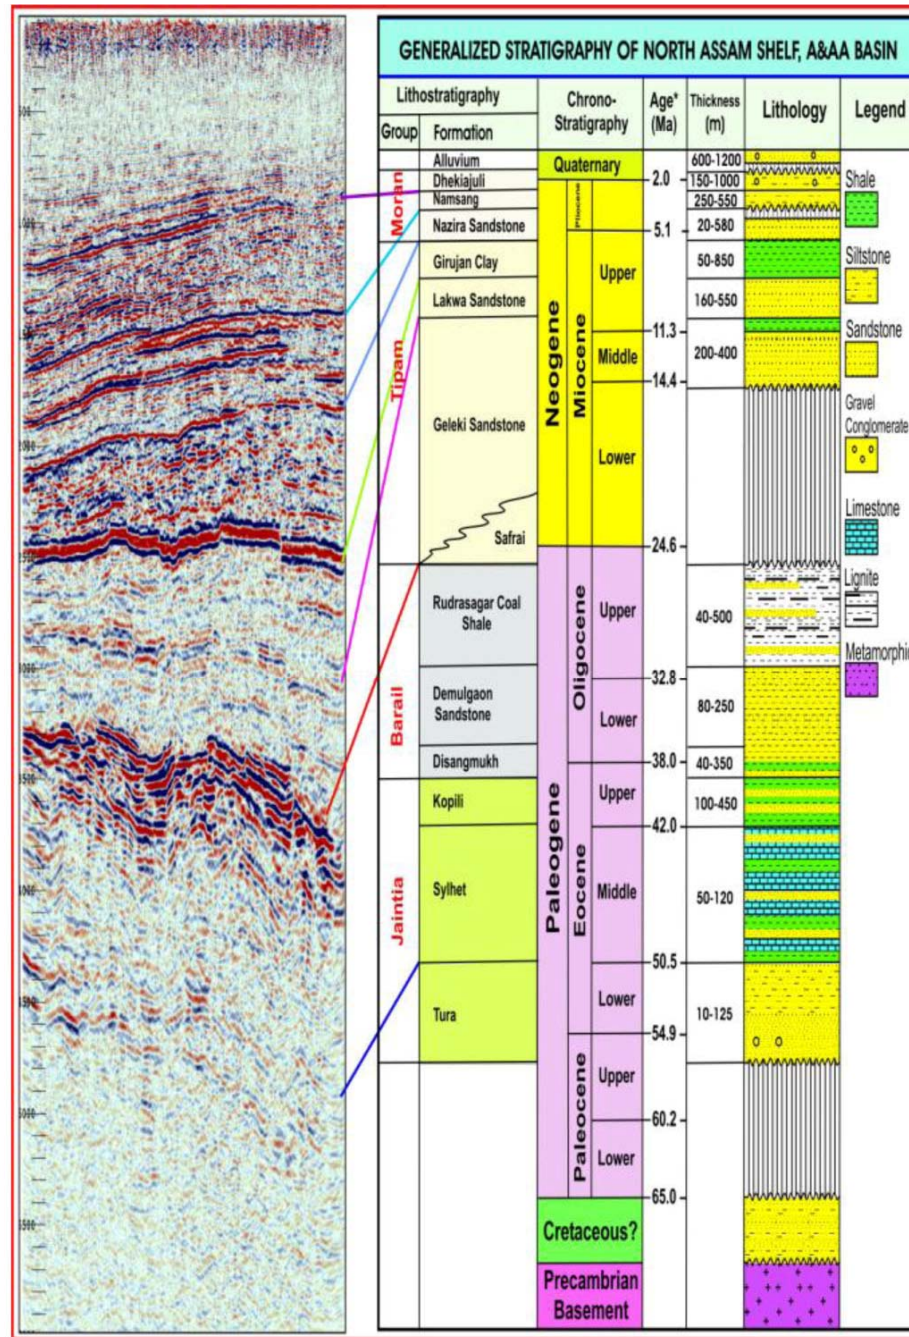 GENERALIZED STRATIGRAPHY OF NORTH ASSAM SHELF, A&AA BASIN
Lithostratigraphy
Group
Formation
Chrono-
Stratigraphy
Age*
(Ma)
Thickness
(m)
Lithology
Legend
Moran
Tipam
Barail
Jaintia
Alluvium
Dhekiajuli
Namsang
Nazira Sandstone
Girujan Clay
Lakwa Sandstone
Geleki Sandstone
Safrai
Rudrasagar Coal
Shale
Demulgaon
Sandstone
Disangmukh
Kopili
Sylhet
Tura
Quaternary
Neogene
Pliocene
Miocene
Upper
Middle
Lower
Paleogene
Oligocene
Upper
Lower
Eocene
Upper
Middle
Lower
Paleocene
Upper
Lower
Cretaceous?
Precambrian
Basement
2.0
5.1
11.3
14.4
24.6
32.8
38.0
42.0
50.5
54.9
60.2
65.0
600-1200
150-1000
250-550
20-580
50-850
160-550
200-400
40-500
80-250
40-350
100-450
50-120
10-125
Shale
Siltstone
Sandstone
Gravel
Conglomerate
Limestone
Lignite
Metamorphic